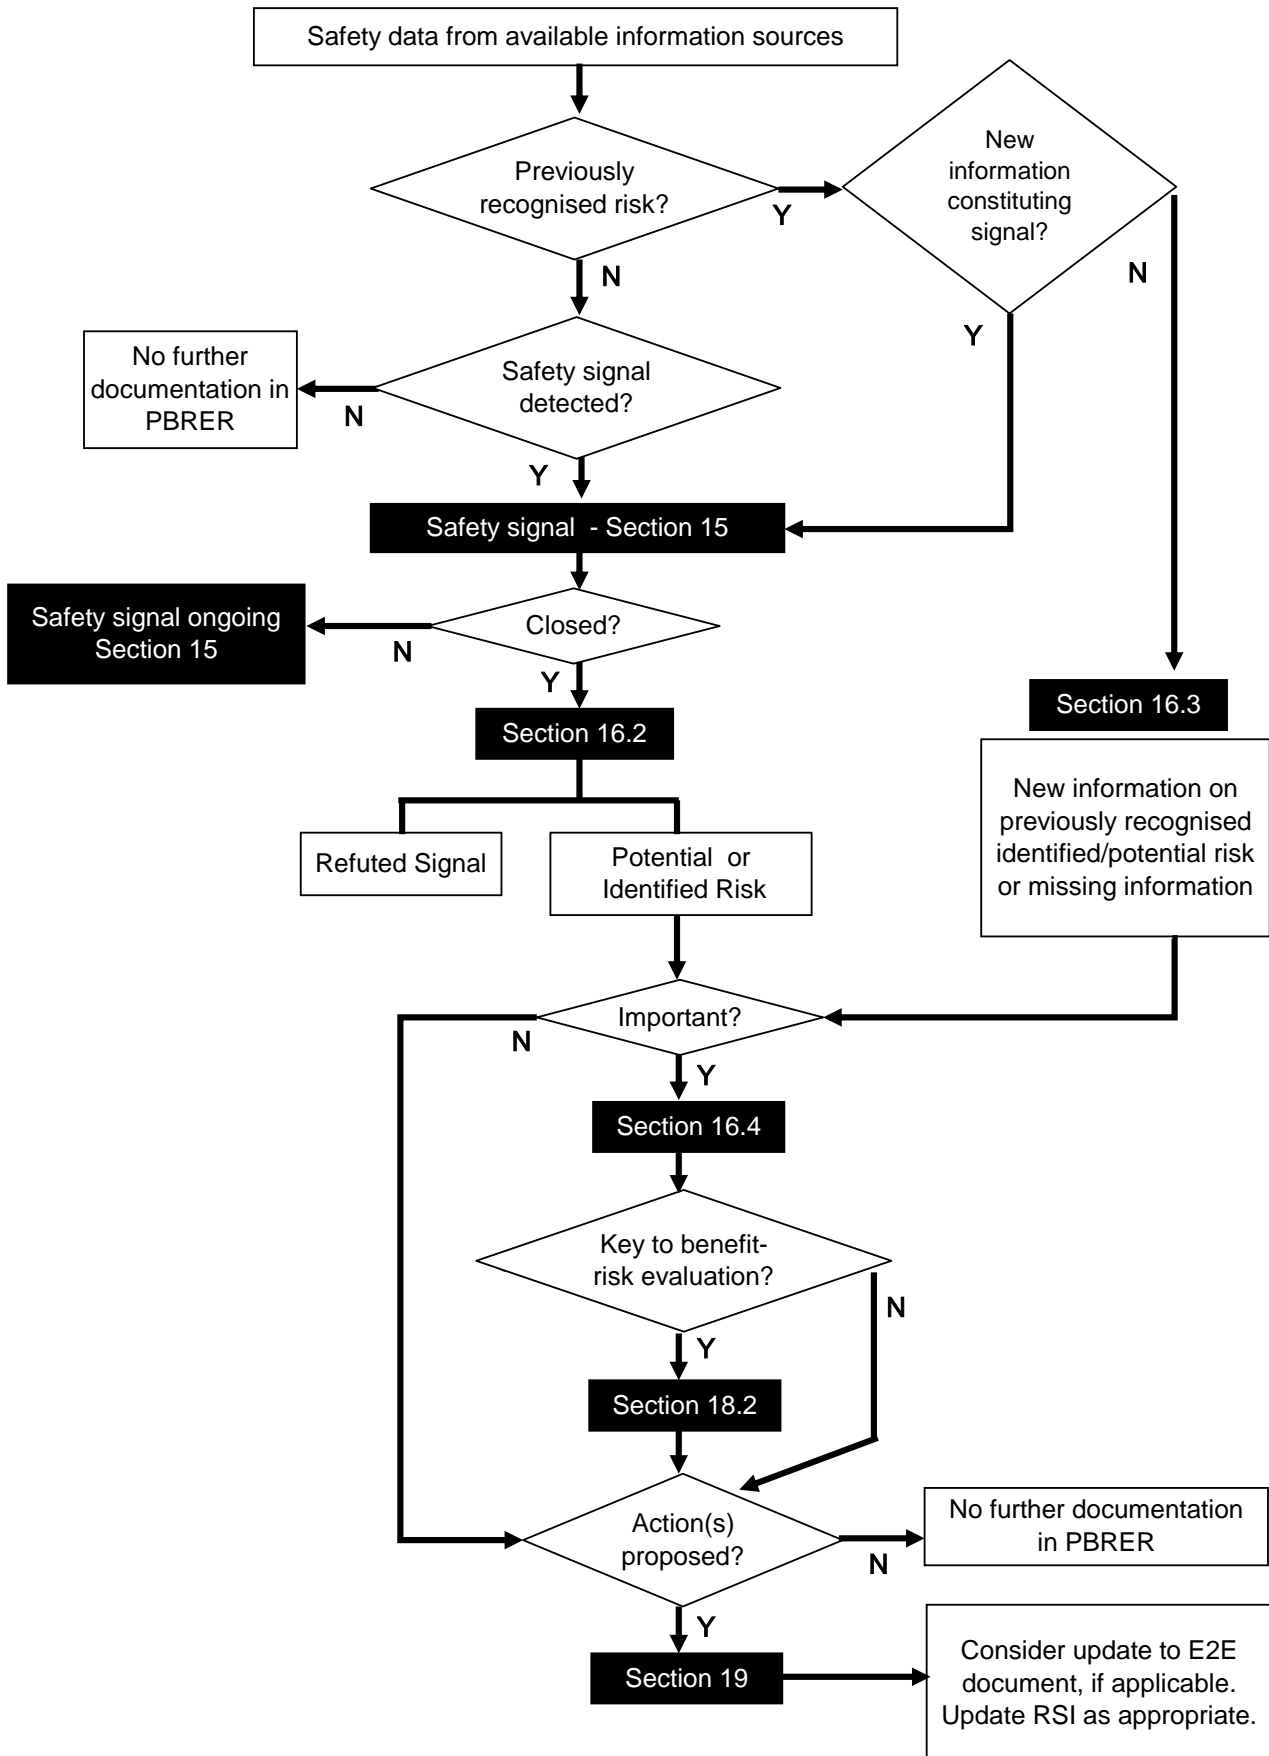 Safety data from available information sources
Previously
recognised risk?
Y
New
information
constituting
signal?
N
N
Y
No further
documentation in
PBRER
Safety signal
detected?
N
Y
Safety signal - Section 15
Safety signal ongoing
Section 15
Closed?
N
Y
Section 16.2
Section 16.3
Refuted Signal
Potential or
Identified Risk
New information on
previously recognised
identified/potential risk
or missing information
Important?
N
Y
Section 16.4
Key to benefit-
risk evaluation?
N
Y
Section 18.2
Action(s)
proposed?
N
No further documentation
in PBRER
Y
Section 19
Consider update to E2E
document, if applicable.
Update RSI as appropriate.